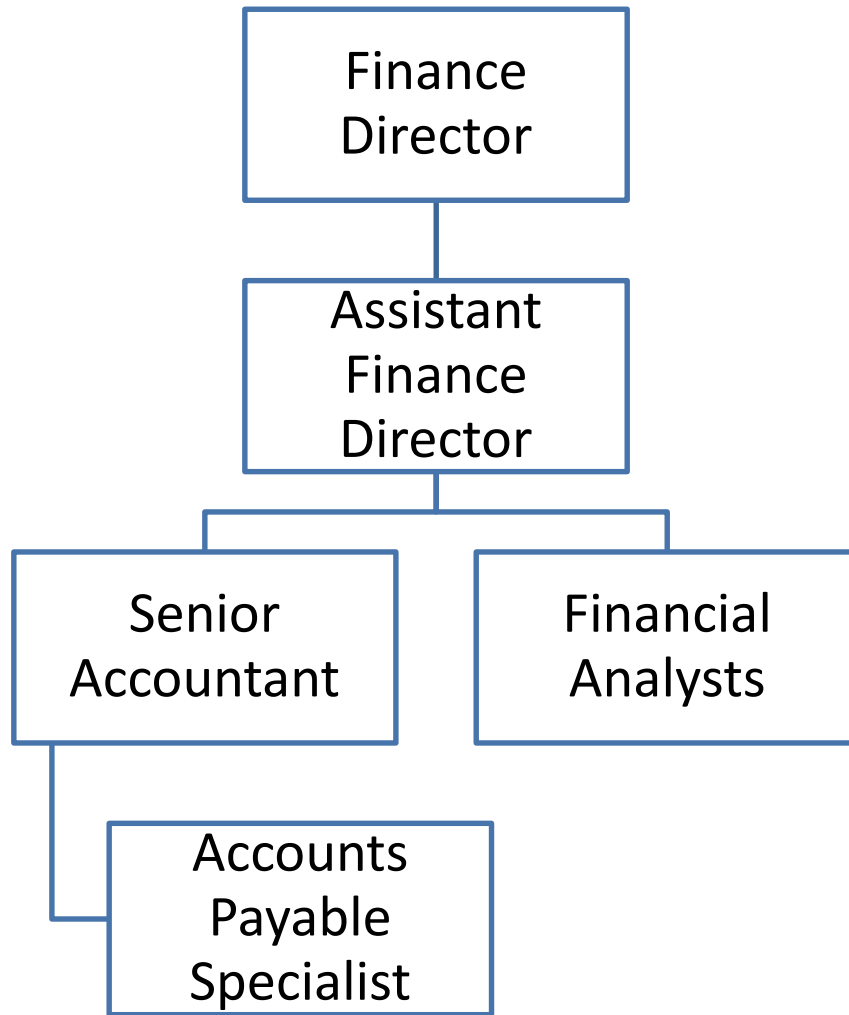 Finance
Director
Assistant
Finance
Director
Senior
Accountant
Financial
Analysts
Accounts
Payable
Specialist